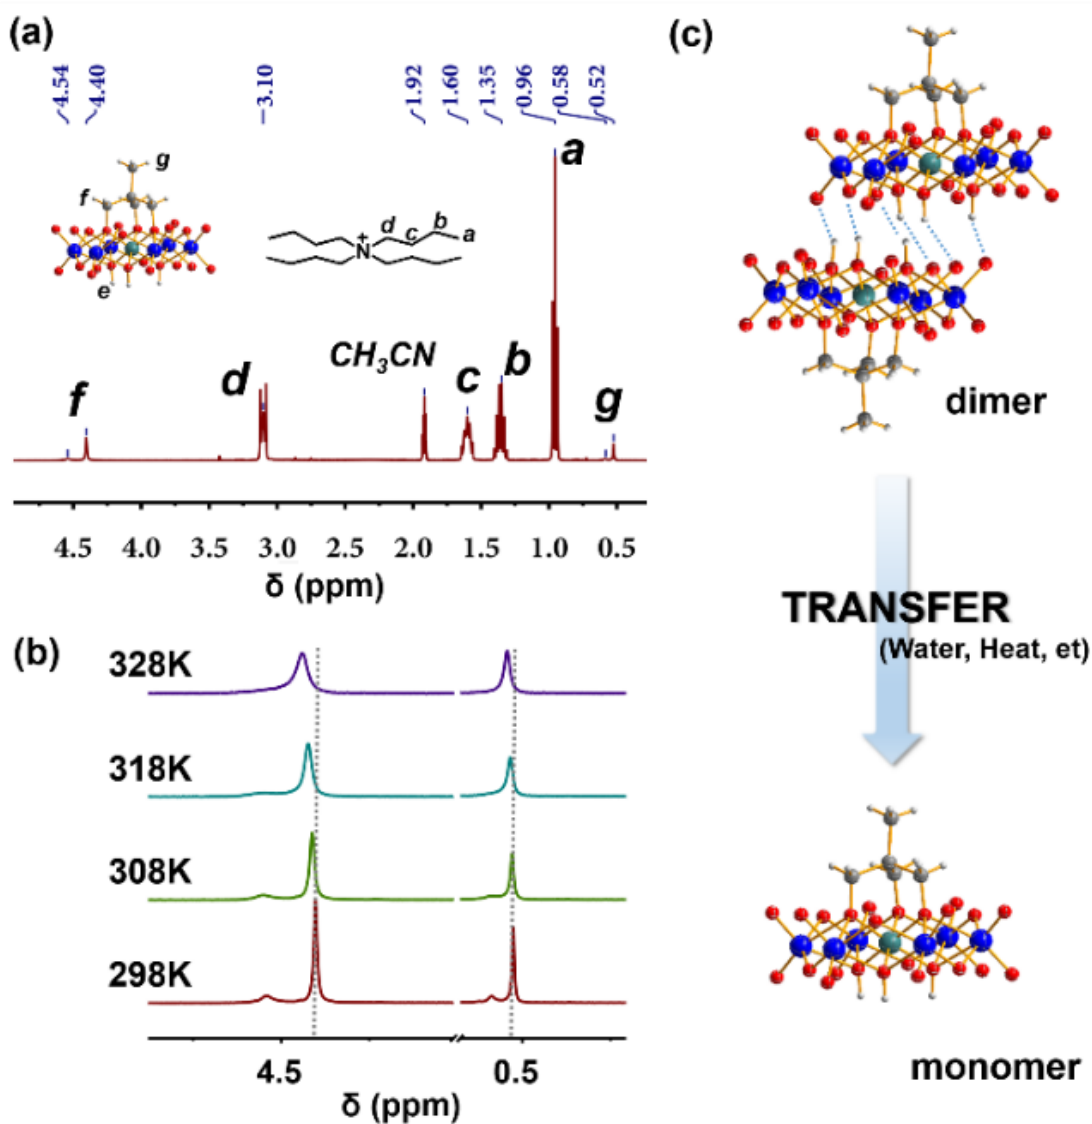 (a)
4.54
4.40
3.10
1.92
1.60
1.35
0.96
0.58
0.52
g
f
e
N
+
d
c
b
a
f
d
CH3CN
c
b
a
g
4.5 4.0 3.5 3.0 2.5 2.0 1.5 1.0 0.5
δ (ppm)
(b)
328K
318K
308K
298K
4.5 0.5
δ (ppm)
(c)
dimer
TRANSFER
(Water, Heat, et)
monomer